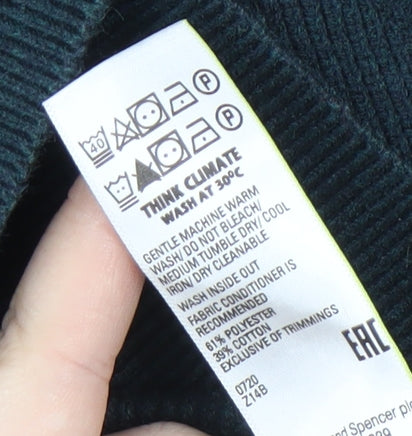 40 P
P
THINK CLIMATE
WASH AT 30°C
GENTLE MACHINE WARM
WASH/ DO NOT BLEACH/
MEDIUM TUMBLE DRY/ COOL
IRON/ DRY CLEANABLE
WASH INSIDE OUT
FABRIC CONDITIONER IS
RECOMMENDED
61% POLYESTER
39% COTTON
EXCLUSIVE OF TRIMMINGS
0720
Z14B
EAC
Spencer